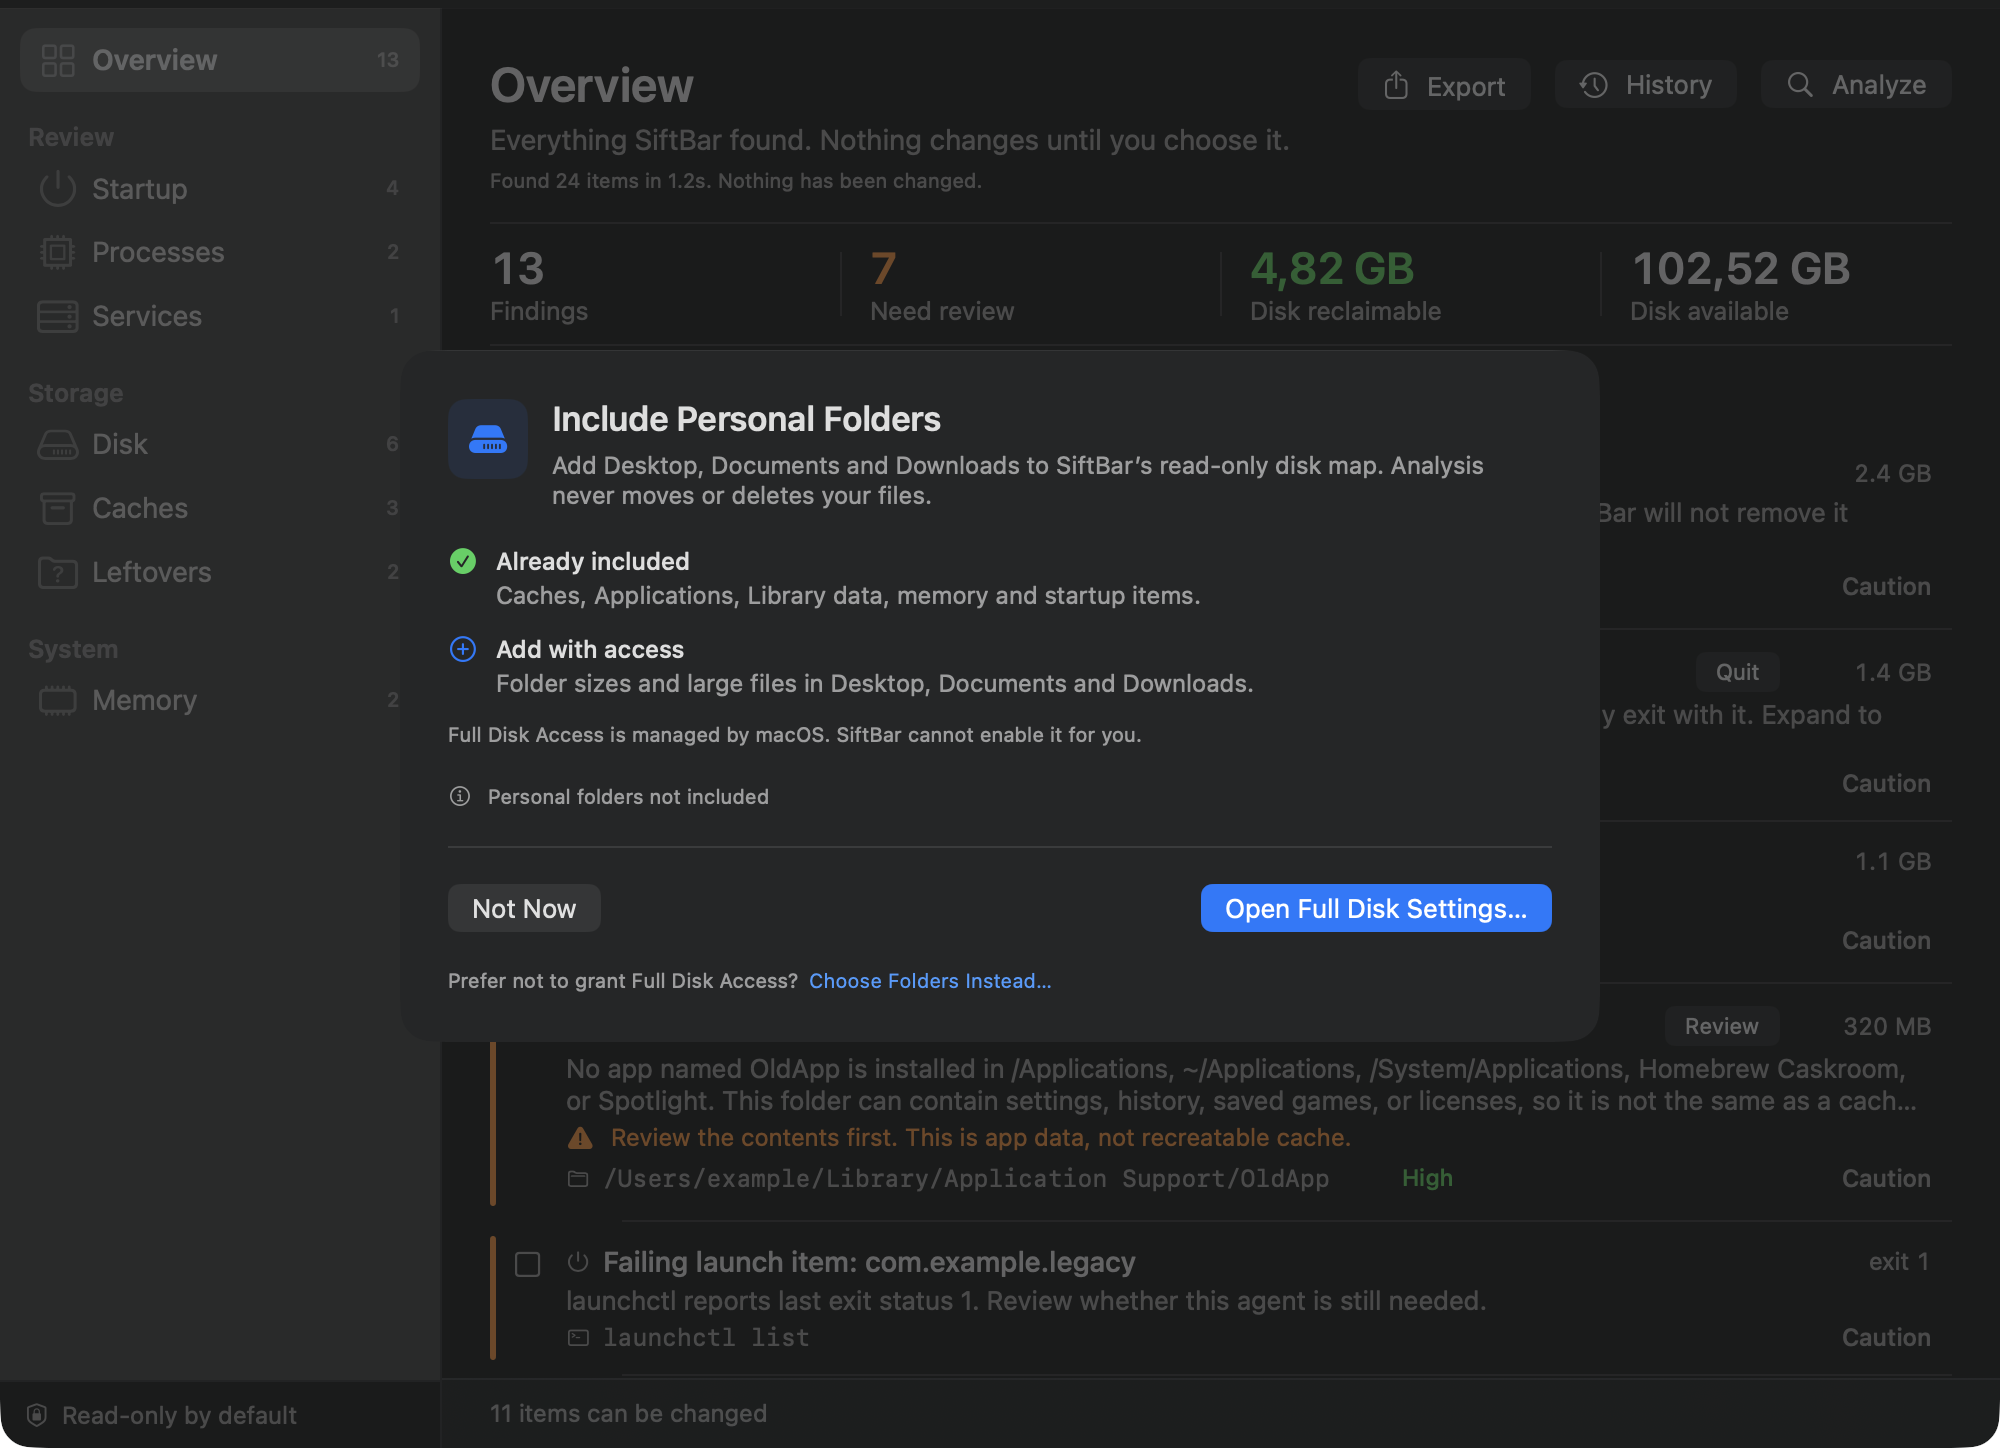 Overview 13
Review
Startup 4
Processes 2
Services 1
Storage
Disk 6
Caches 3
Leftovers 2
System
Memory 2
Read-only by default
Overview
Export
History
Analyze
Everything SiftBar found. Nothing changes until you choose it.
Found 24 items in 1.2s. Nothing has been changed.
13
Findings
7
Need review
4,82 GB
Disk reclaimable
102,52 GB
Disk available
Include Personal Folders
Add Desktop, Documents and Downloads to SiftBar’s read-only disk map. Analysis
never moves or deletes your files.
Already included
Caches, Applications, Library data, memory and startup items.
Add with access
Folder sizes and large files in Desktop, Documents and Downloads.
Full Disk Access is managed by macOS. SiftBar cannot enable it for you.
Personal folders not included
Not Now
Open Full Disk Settings...
Prefer not to grant Full Disk Access? Choose Folders Instead...
2.4 GB
Bar will not remove it
Caution
Quit 1.4 GB
y exit with it. Expand to
Caution
1.1 GB
Caution
Review 320 MB
No app named OldApp is installed in /Applications, ~/Applications, /System/Applications, Homebrew Caskroom,
or Spotlight. This folder can contain settings, history, saved games, or licenses, so it is not the same as a cach...
Review the contents first. This is app data, not recreatable cache.
/Users/example/Library/Application Support/OldApp High Caution
Failing launch item: com.example.legacy exit 1
launchctl reports last exit status 1. Review whether this agent is still needed.
launchctl list Caution
11 items can be changed